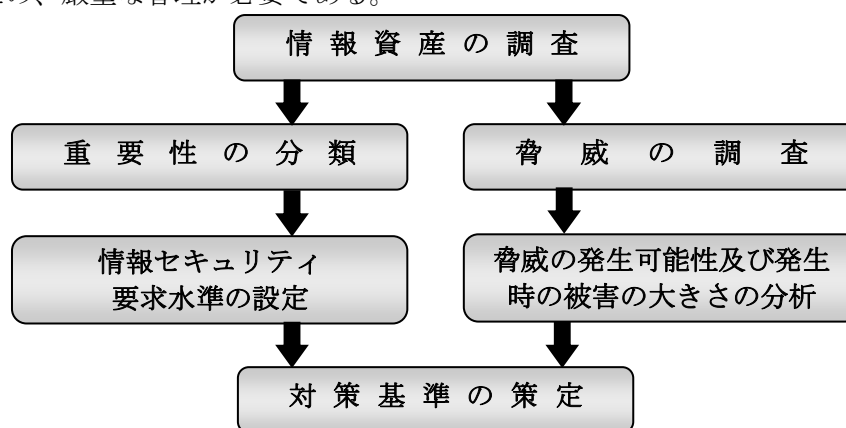 、厳重な管理が必要である。
情報資産の調査
重要性の分類
脅威の調査
情報セキュリティ
要求水準の設定
脅威の発生可能性及び発生
時の被害の大きさの分析
対策基準の策定